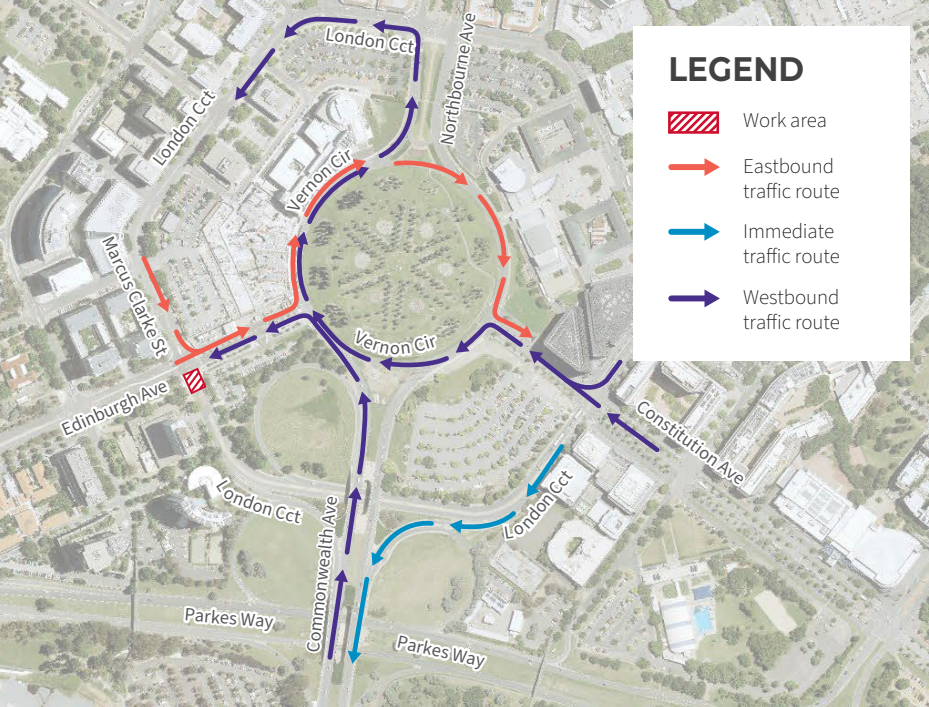 London Cct
Northbourne Ave
London Cct
Vernon Cir
Marcus Clarke St
Vernon Cir
Edinburgh Ave
Constitution Ave
London Cct
London Cct
Commonwealth Ave
Parkes Way
Parkes Way
LEGEND
Work area
Eastbound
traffic route
Immediate
traffic route
Westbound
traffic route